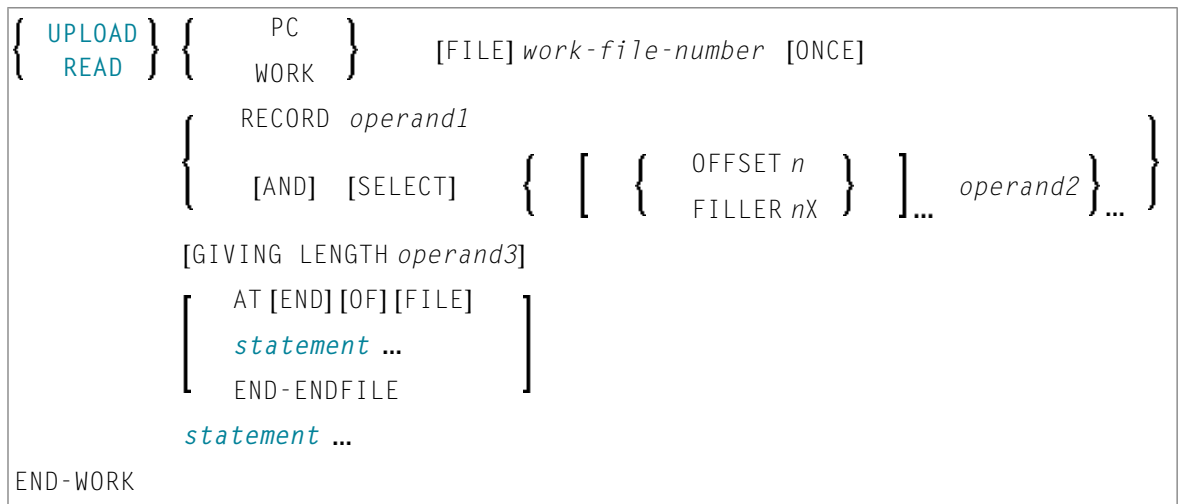 UPLOAD PC [FILE] work-file-number [ONCE]
READ WORK
RECORD operand1
OFFSET n
[AND] [SELECT] { [ { } ]... operand2 }...
FILLER nX
[GIVING LENGTH operand3]
AT [END] [OF] [FILE]
statement ...
END-ENDFILE
statement ...
END-WORK